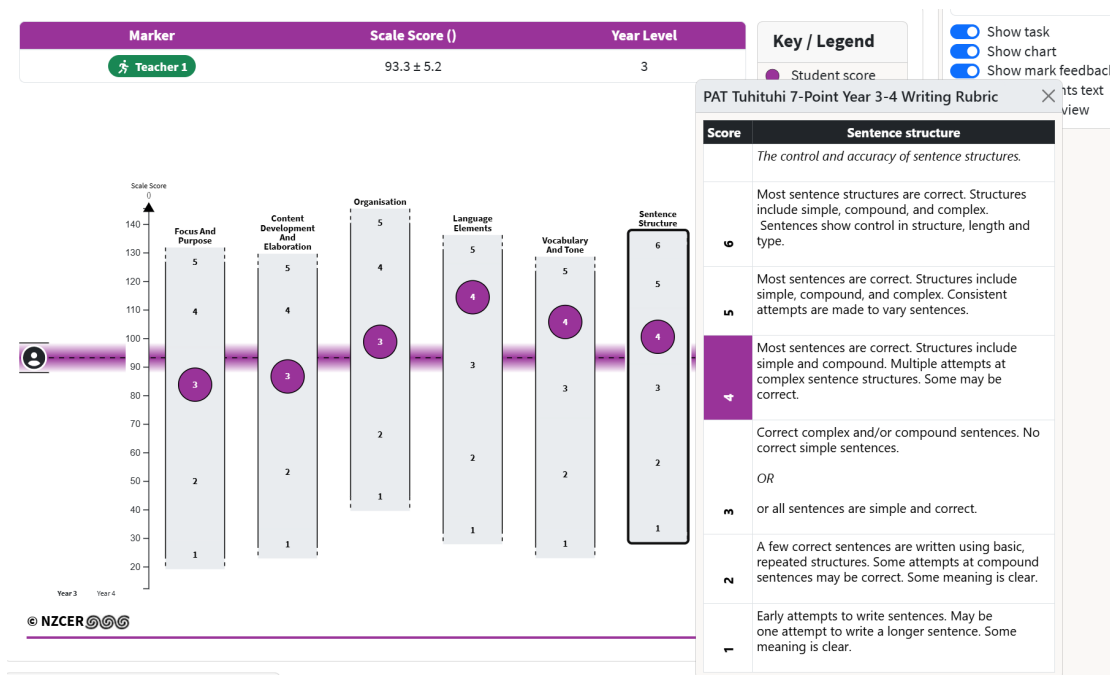 Marker Scale Score () Year Level
Teacher 1 93.3 ± 5.2 3
Key / Legend
Student score
Show task
Show chart
Show mark feedback
nts text
view
PAT Tuhituhi 7-Point Year 3-4 Writing Rubric
Score Sentence structure
The control and accuracy of sentence structures.
6
Most sentence structures are correct. Structures
include simple, compound, and complex.
Sentences show control in structure, length and
type.
5
Most sentences are correct. Structures include
simple, compound, and complex. Consistent
attempts are made to vary sentences.
4
Most sentences are correct. Structures include
simple and compound. Multiple attempts at
complex sentence structures. Some may be
correct.
3
Correct complex and/or compound sentences. No
correct simple sentences.
OR
or all sentences are simple and correct.
2
A few correct sentences are written using basic,
repeated structures. Some attempts at compound
sentences may be correct. Some meaning is clear.
1
Early attempts to write sentences. May be
one attempt to write a longer sentence. Some
meaning is clear.
Scale Score
()
140
130
120
110
100
90
80
70
60
50
40
30
20
Focus And
Purpose
5
4
3
2
1
Content
Development
And
Elaboration
5
4
3
2
1
Organisation
5
4
3
2
1
Language
Elements
5
4
3
2
1
Vocabulary
And Tone
5
4
3
2
1
Sentence
Structure
6
5
4
3
2
1
Year 3 Year 4
© NZCER